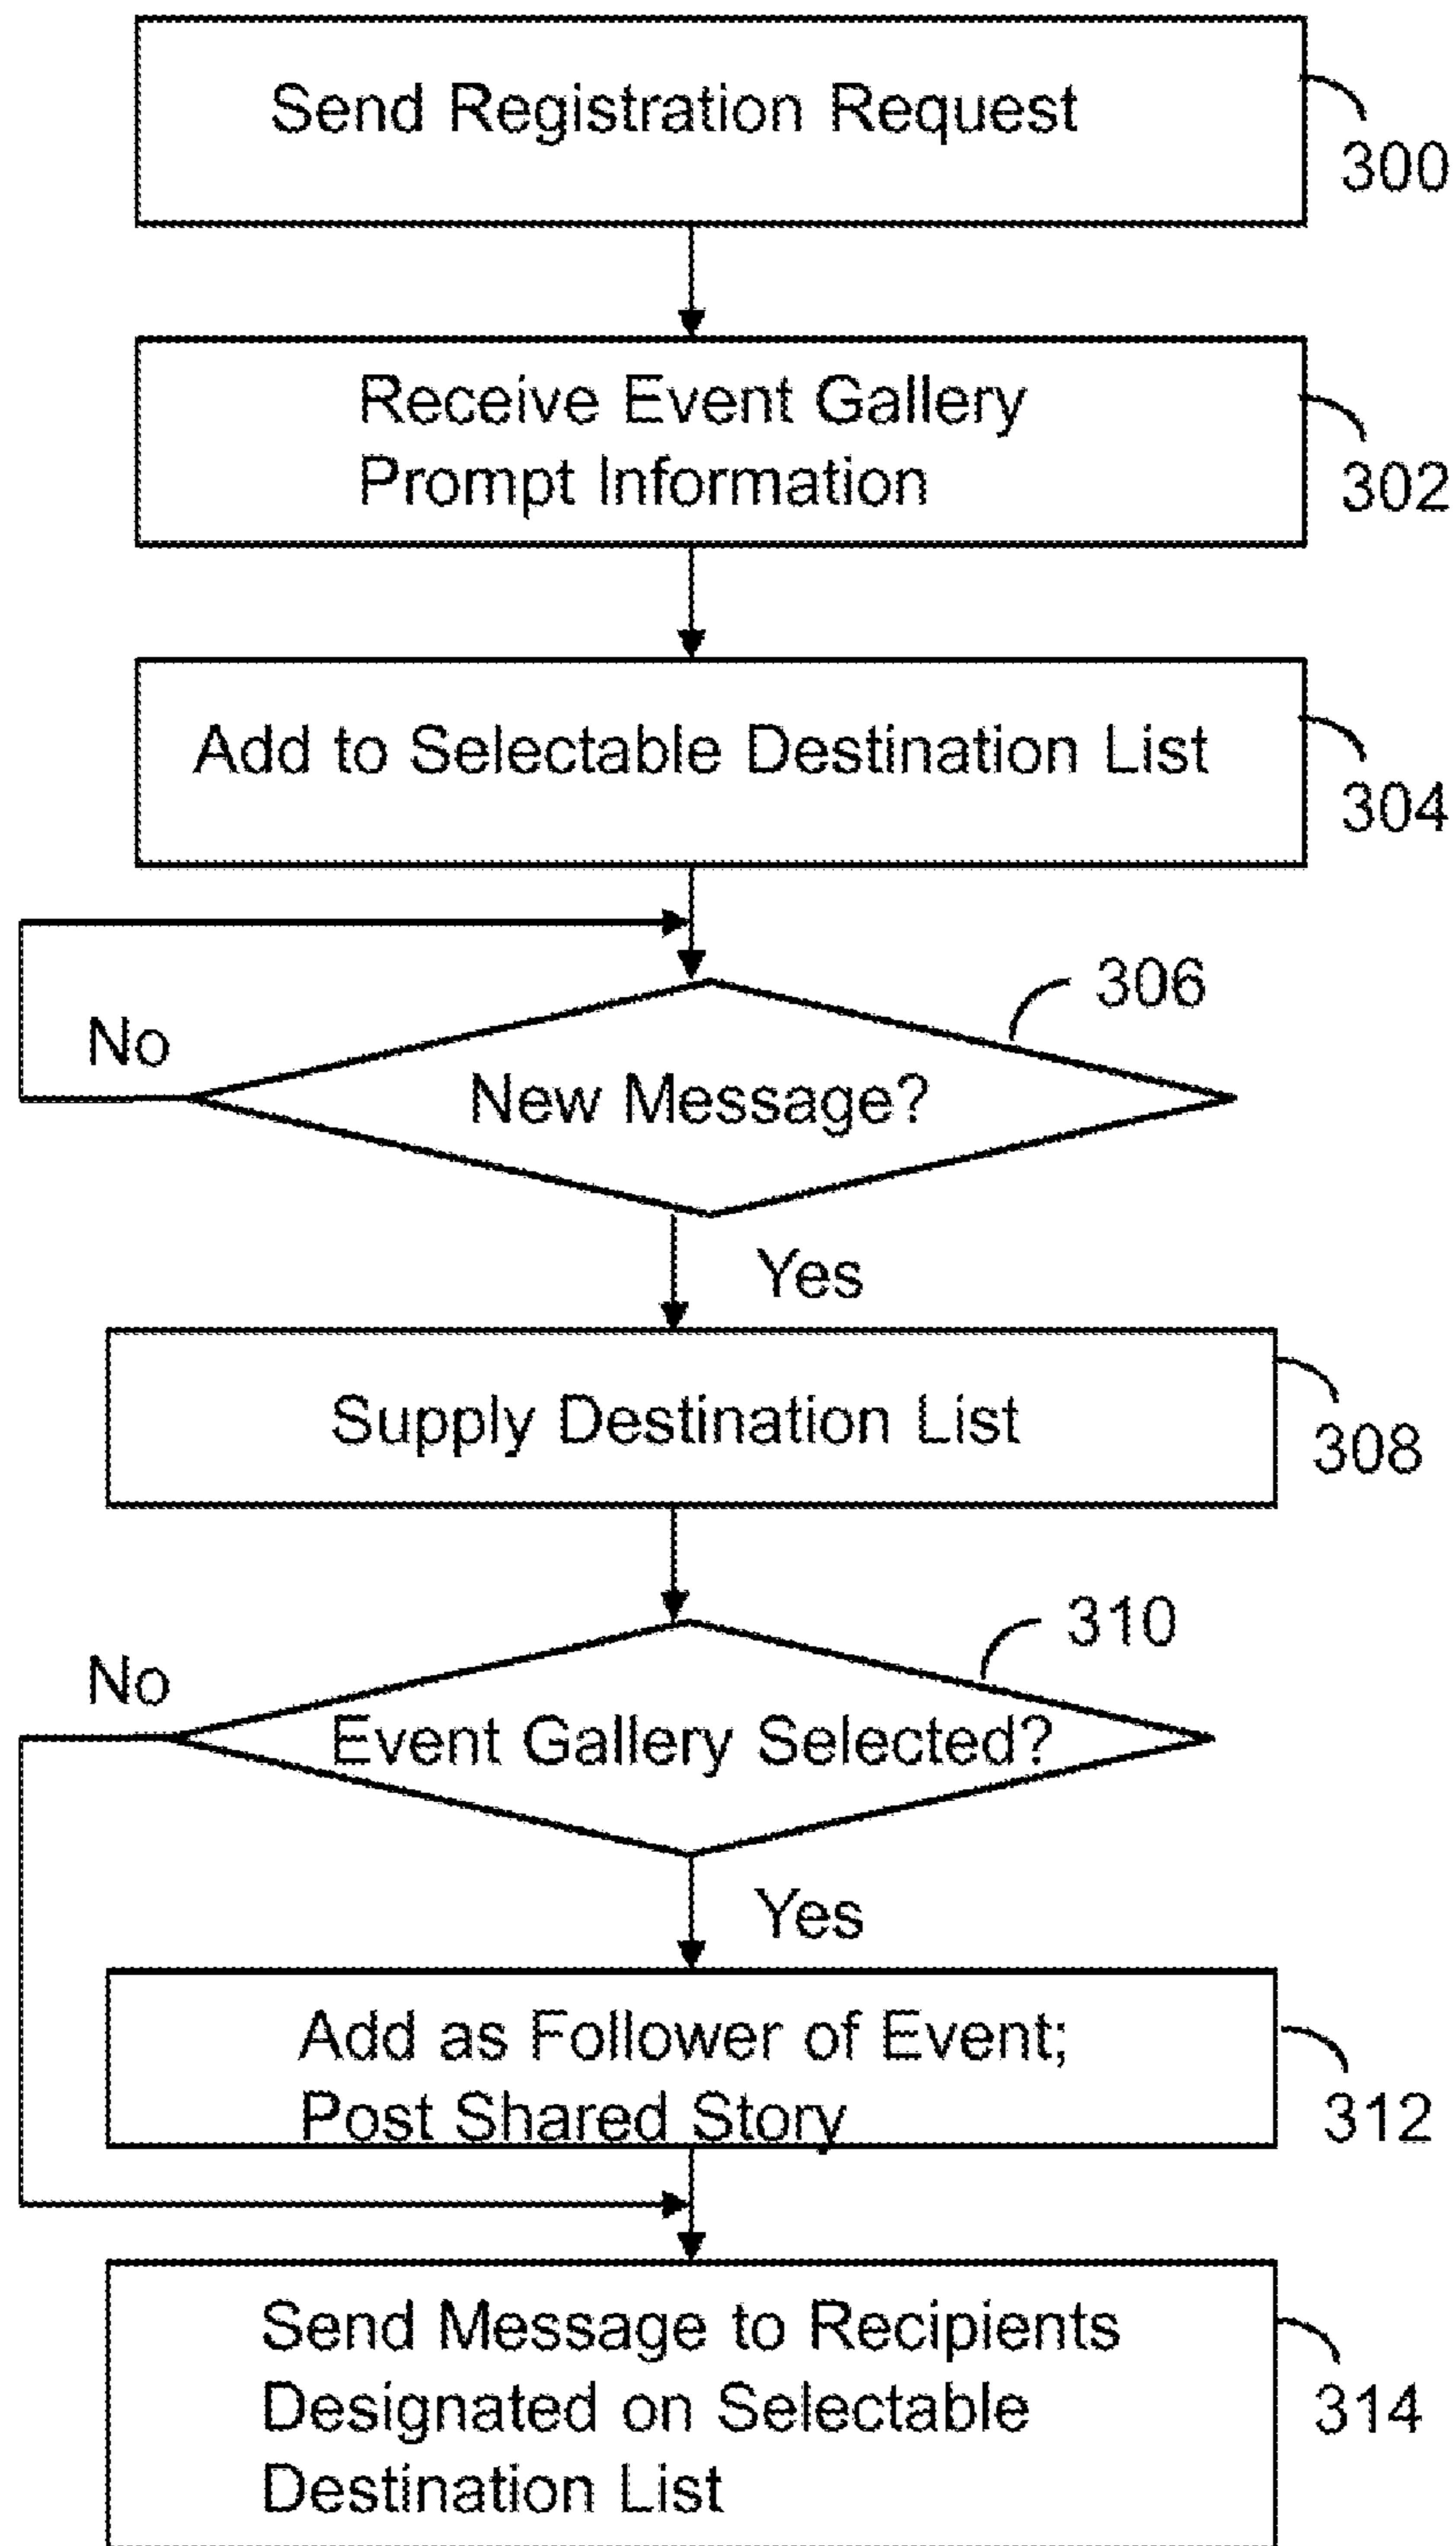 Send Registration Request
300
Receive Event Gallery
Prompt Information
302
Add to Selectable Destination List
304
306
No
New Message?
Yes
Supply Destination List
308
310
No
Event Gallery Selected?
Yes
Add as Follower of Event;
Post Shared Story
312
Send Message to Recipients
Designated on Selectable
Destination List
314